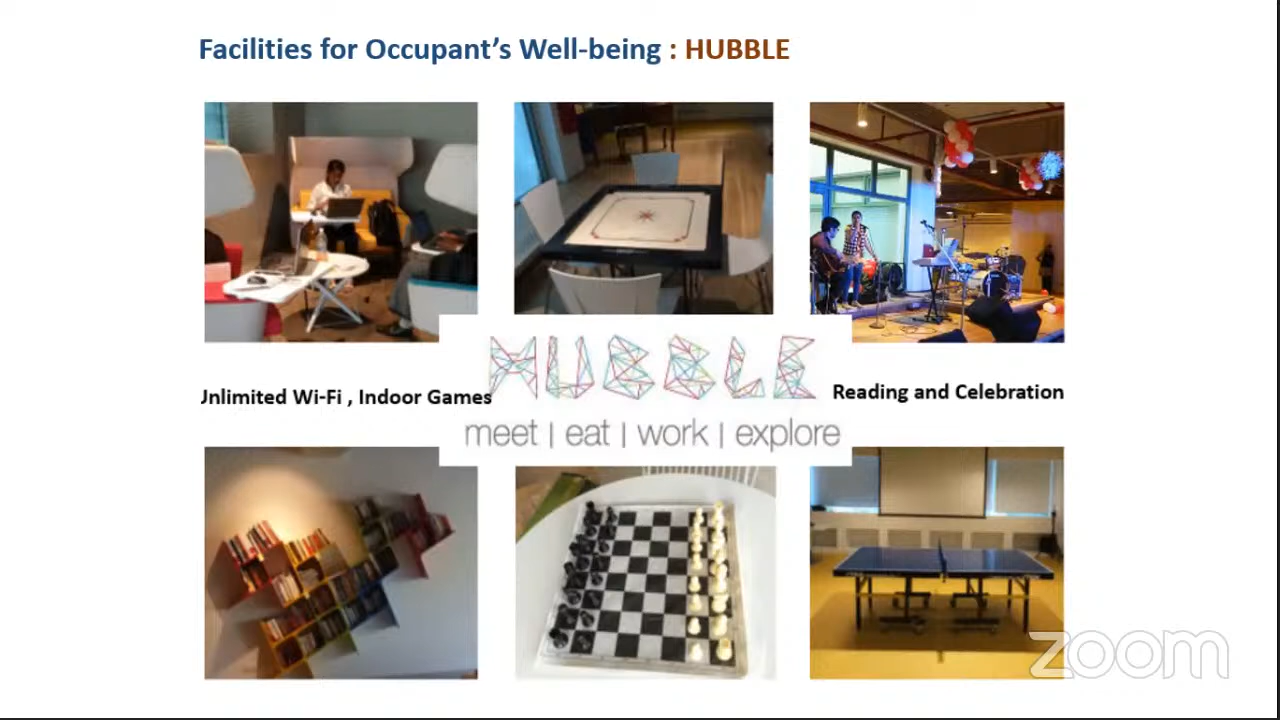 Facilities for Occupant’s Well-being : HUBBLE
HUBBLE
Unlimited Wi-Fi , Indoor Games
Reading and Celebration
meet | eat | work | explore
zoom